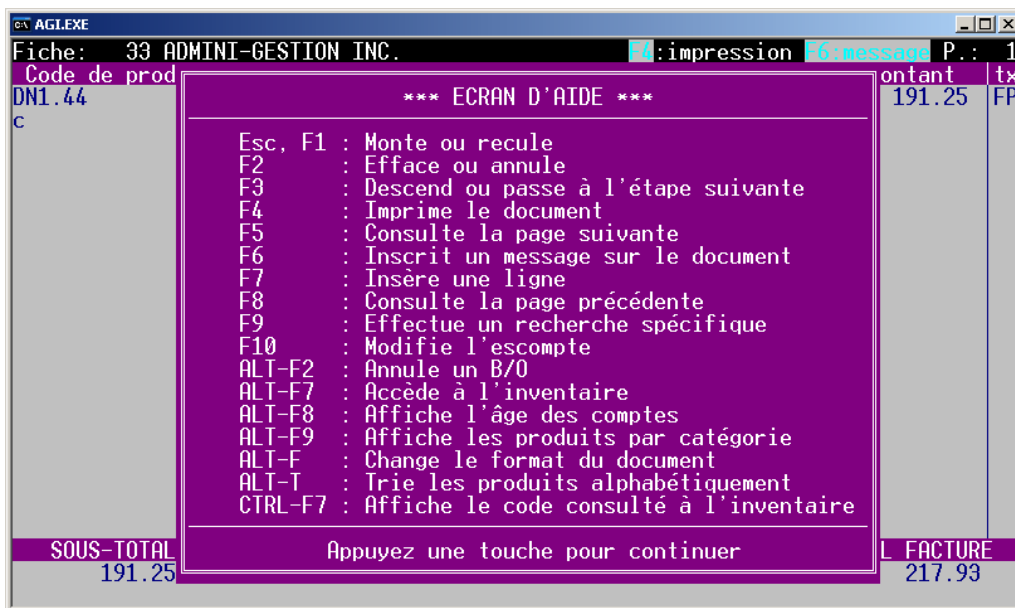 AGI.EXE
Fiche: 33 ADMINI-GESTION INC. F4:impression F6:message P.: 1
Code de prod ontant tx
DN1.44 191.25 FP
c
*** ECRAN D'AIDE ***
Esc, F1 : Monte ou recule
F2 : Efface ou annule
F3 : Descend ou passe à l'étape suivante
F4 : Imprime le document
F5 : Consulte la page suivante
F6 : Inscrit un message sur le document
F7 : Insère une ligne
F8 : Consulte la page précédente
F9 : Effectue un recherche spécifique
F10 : Modifie l'escompte
ALT-F2 : Annule un B/O
ALT-F7 : Accède à l'inventaire
ALT-F8 : Affiche l'âge des comptes
ALT-F9 : Affiche les produits par catégorie
ALT-F : Change le format du document
ALT-T : Trie les produits alphabétiquement
CTRL-F7 : Affiche le code consulté à l'inventaire
Appuyez une touche pour continuer
SOUS-TOTAL L FACTURE
191.25 217.93